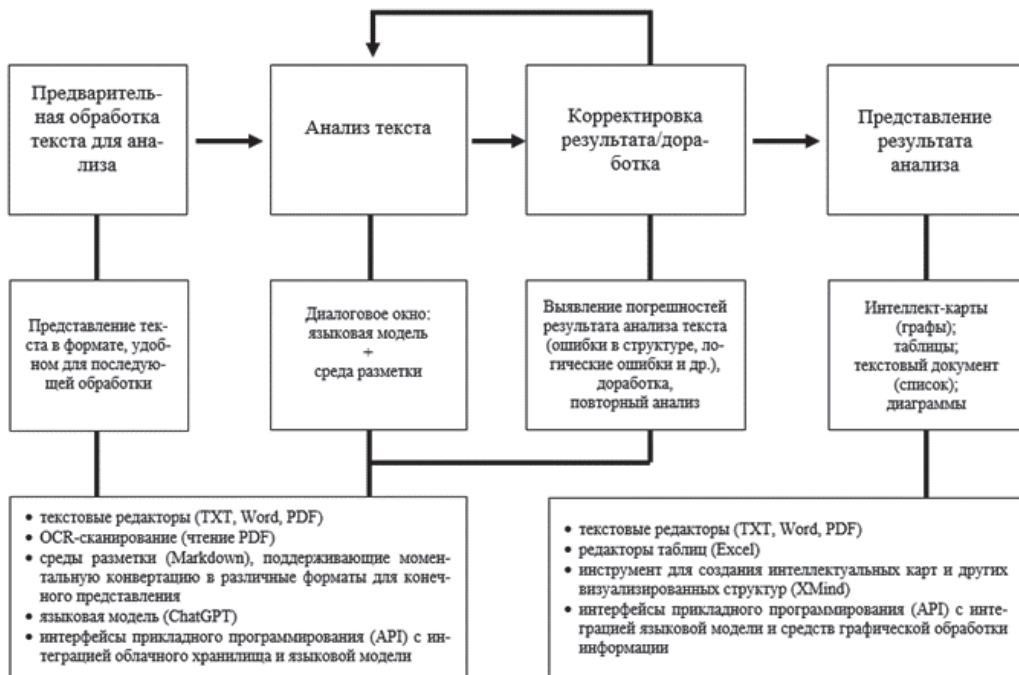 Предваритель-
ная обработка
текста для ана-
лиза
Анализ текста
Корректировка
результата/дора-
ботка
Представление
результата
анализа
Представление тек-
ста в формате, удоб-
ном для последую-
щей обработки
Диалоговое окно:
языковая модель
+
среда разметки
Выявление погрешностей
результата анализа текста
(ошибки в структуре, ло-
гические ошибки и др.),
доработка,
повторный анализ
Интеллект-карты
(графы);
таблицы;
текстовый документ
(список);
диаграммы
• текстовые редакторы (TXT, Word, PDF)
• OCR-сканирование (чтение PDF)
• среды разметки (Markdown), поддерживающие момен-
тальную конвертацию в различные форматы для конеч-
ного представления
• языковая модель (ChatGPT)
• интерфейсы прикладного программирования (API) с ин-
теграцией облачного хранилища и языковой модели
• текстовые редакторы (TXT, Word, PDF)
• редакторы таблиц (Excel)
• инструмент для создания интеллектуальных карт и других
визуализированных структур (XMind)
• интерфейсы прикладного программирования (API) с инте-
грацией языковой модели и средств графической обработки
информации